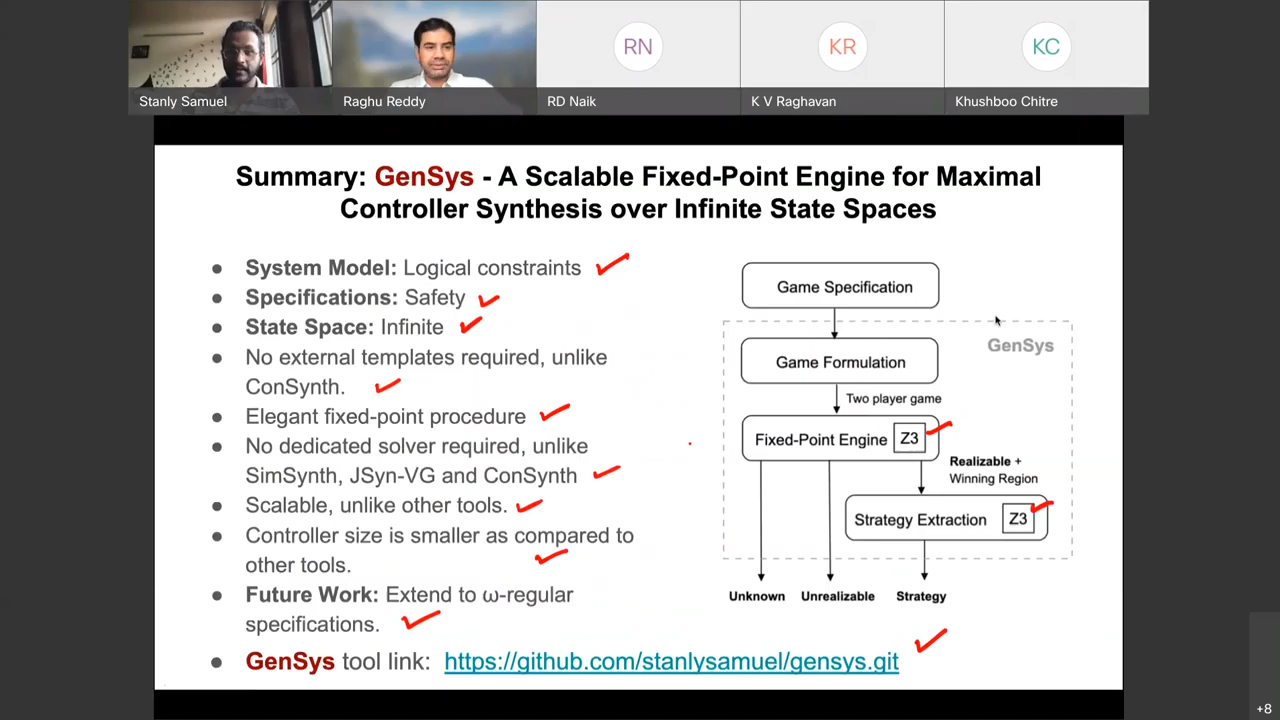 RN
KR
KC
Stanly Samuel
Raghu Reddy
RD Naik
K V Raghavan
Khushboo Chitre
Summary: GenSys - A Scalable Fixed-Point Engine for Maximal
Controller Synthesis over Infinite State Spaces
● System Model: Logical constraints
● Specifications: Safety
● State Space: Infinite
● No external templates required, unlike
ConSynth.
● Elegant fixed-point procedure
● No dedicated solver required, unlike
SimSynth, JSyn-VG and ConSynth
● Scalable, unlike other tools.
● Controller size is smaller as compared to
other tools.
● Future Work: Extend to ω-regular
specifications.
● GenSys tool link: https://github.com/stanlysamuel/gensys.git
Game Specification
GenSys
Game Formulation
Two player game
Fixed-Point Engine Z3
Realizable +
Winning Region
Strategy Extraction Z3
Unknown Unrealizable Strategy
+8